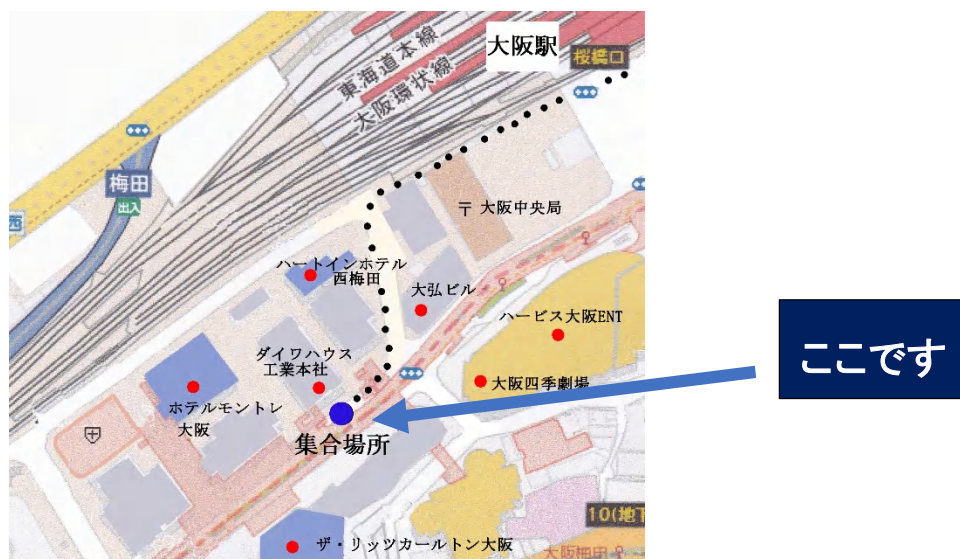 大阪駅
桜橋口
東海道本線
大阪環状線
梅田
出入
西
〒 大阪中央局
ハートインホテル
西梅田
大弘ビル
ハービス大阪ENT
ダイワハウス
工業本社
ここです
大阪四季劇場
ホテルモントレ
大阪
集合場所
10(地下
ザ・リッツカールトン大阪
大阪梅田